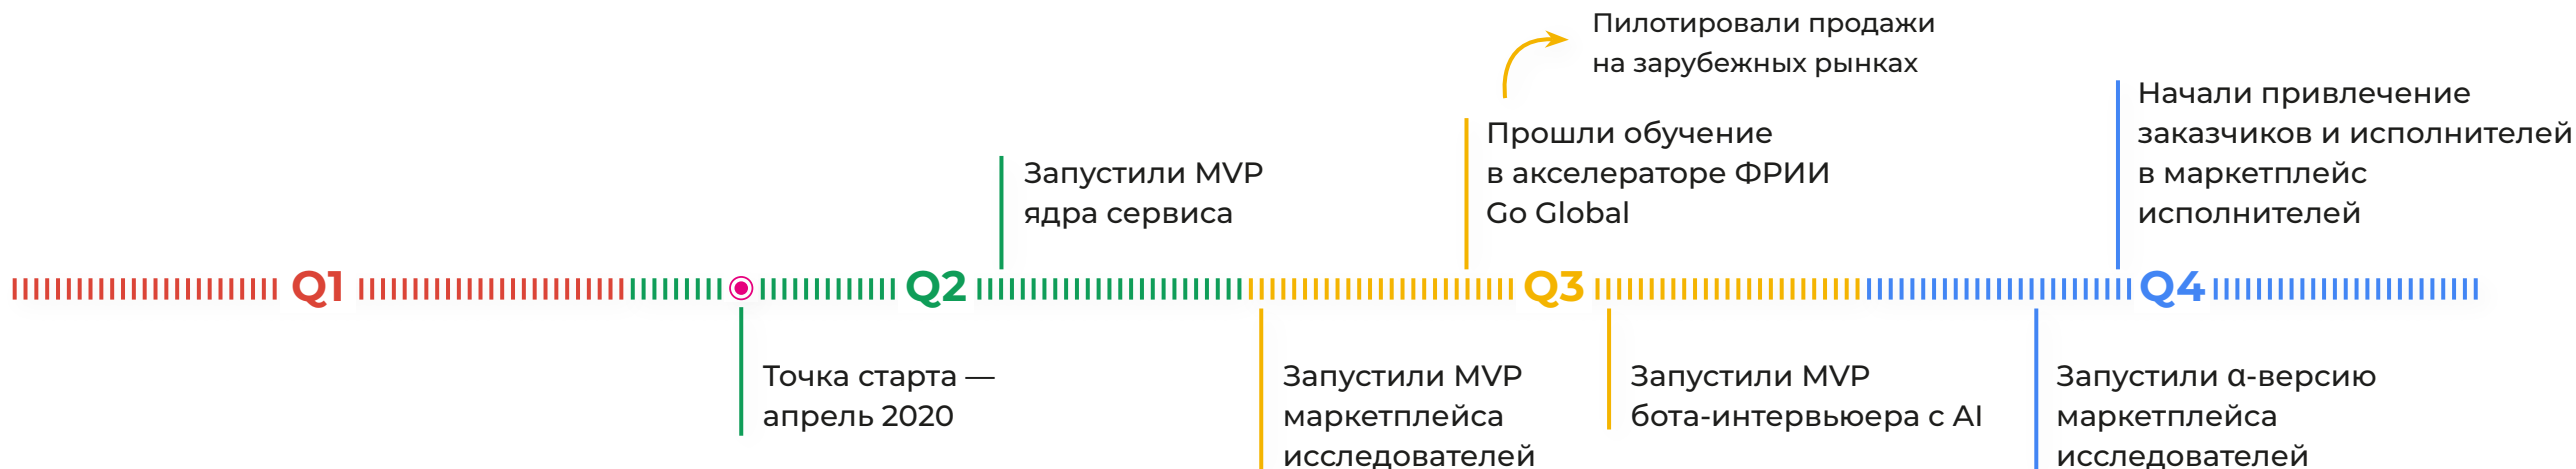 Пилотировали продажи
на зарубежных рынках
Начали привлечение
заказчиков и исполнителей
в маркетплейс
исполнителей
Прошли обучение
в акселераторе ФРИИ
Go Global
Запустили MVP
ядра сервиса
Q1
Q2
Q3
Q4
Точка старта —
апрель 2020
Запустили MVP
маркетплейса
исследователей
Запустили MVP
бота-интервьюера с AI
Запустили α-версию
маркетплейса
исследователей